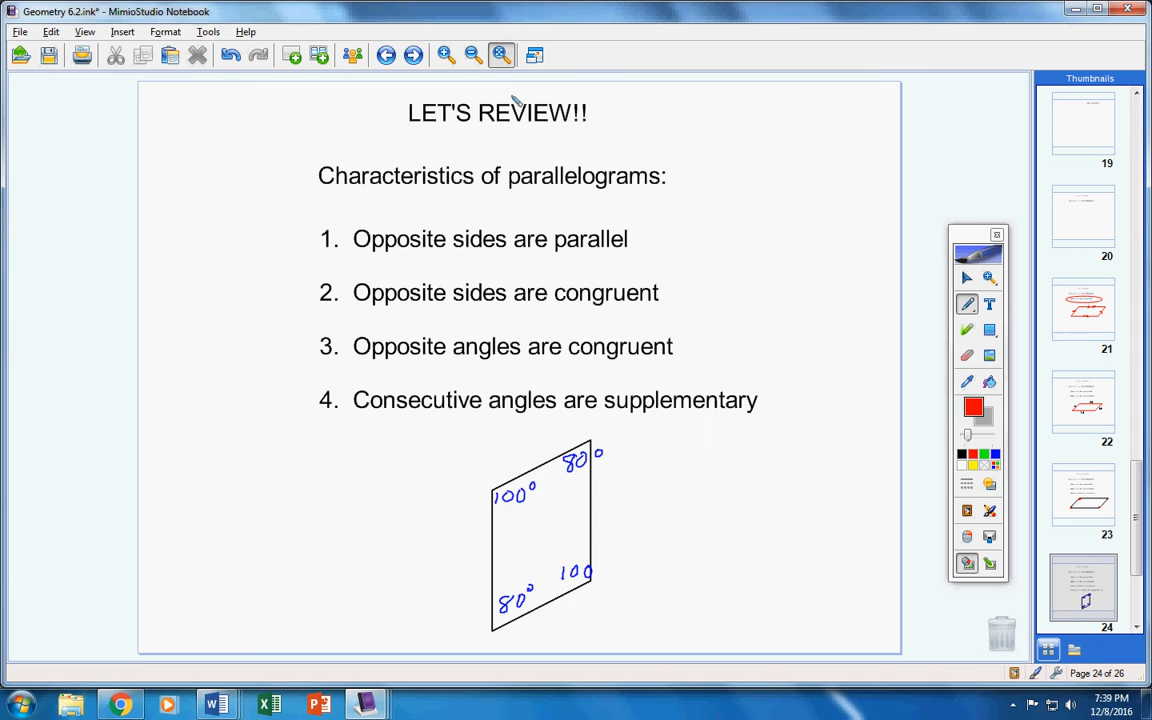 Geometry 6.2.ink* - MimioStudio Notebook
File Edit View Insert Format Tools Help
Thumbnails
LET'S REVIEW!!
Characteristics of parallelograms:
1. Opposite sides are parallel
2. Opposite sides are congruent
3. Opposite angles are congruent
4. Consecutive angles are supplementary
80°
100°
100
80°
19
20
21
22
23
24
Page 24 of 26
7:39 PM
12/8/2016